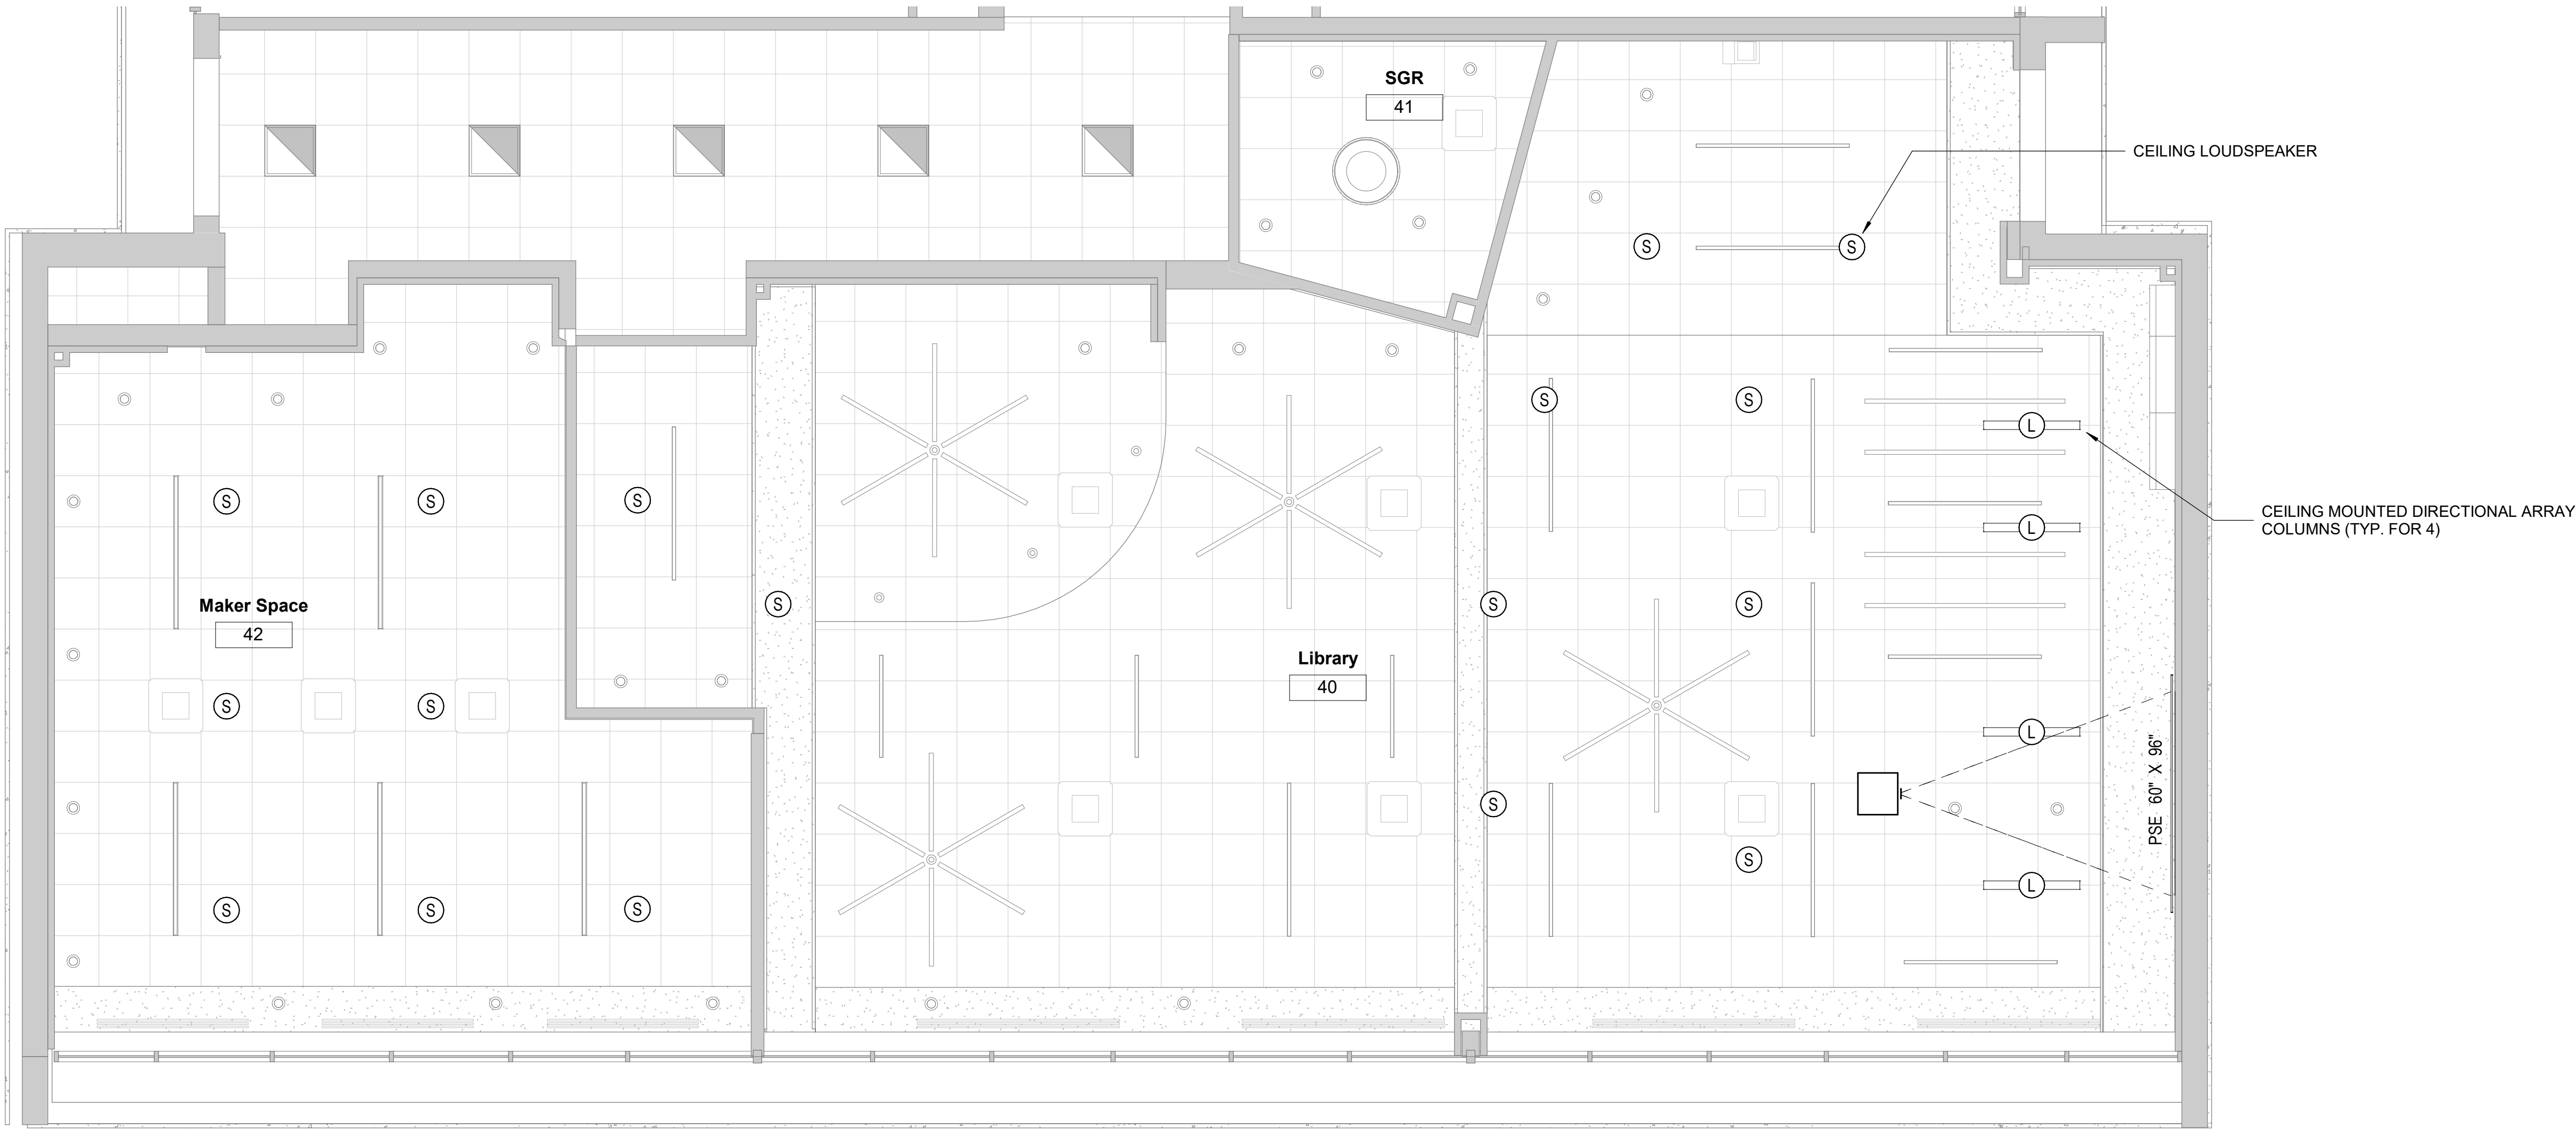 SGR
41
CEILING LOUDSPEAKER
S
S
S
S
L
CEILING MOUNTED DIRECTIONAL ARRAY
COLUMNS (TYP. FOR 4)
S
S
S
L
Maker Space
42
S
S
S
Library
40
S
S
L
PSE 60" X 96"
S
S
L
S
S
S